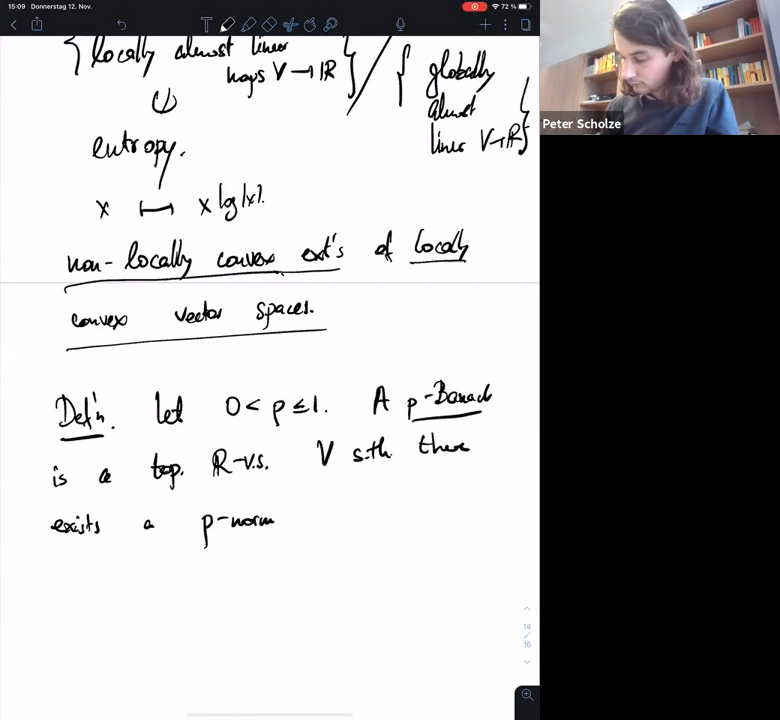 15:09 Donnerstag 12. Nov.
72 %
{ locally almost linear
maps V → ℝ } / { globally
almost
linear V→ℝ}
entropy.
x ↦ x log|x|.
non-locally convex ext's of locally
convex vector spaces.
Def'n. Let 0 < p ≤ 1. A p-Banach
is a top. ℝ-v.s. V s.th. there
exists a p-norm
14
/
16
Peter Scholze